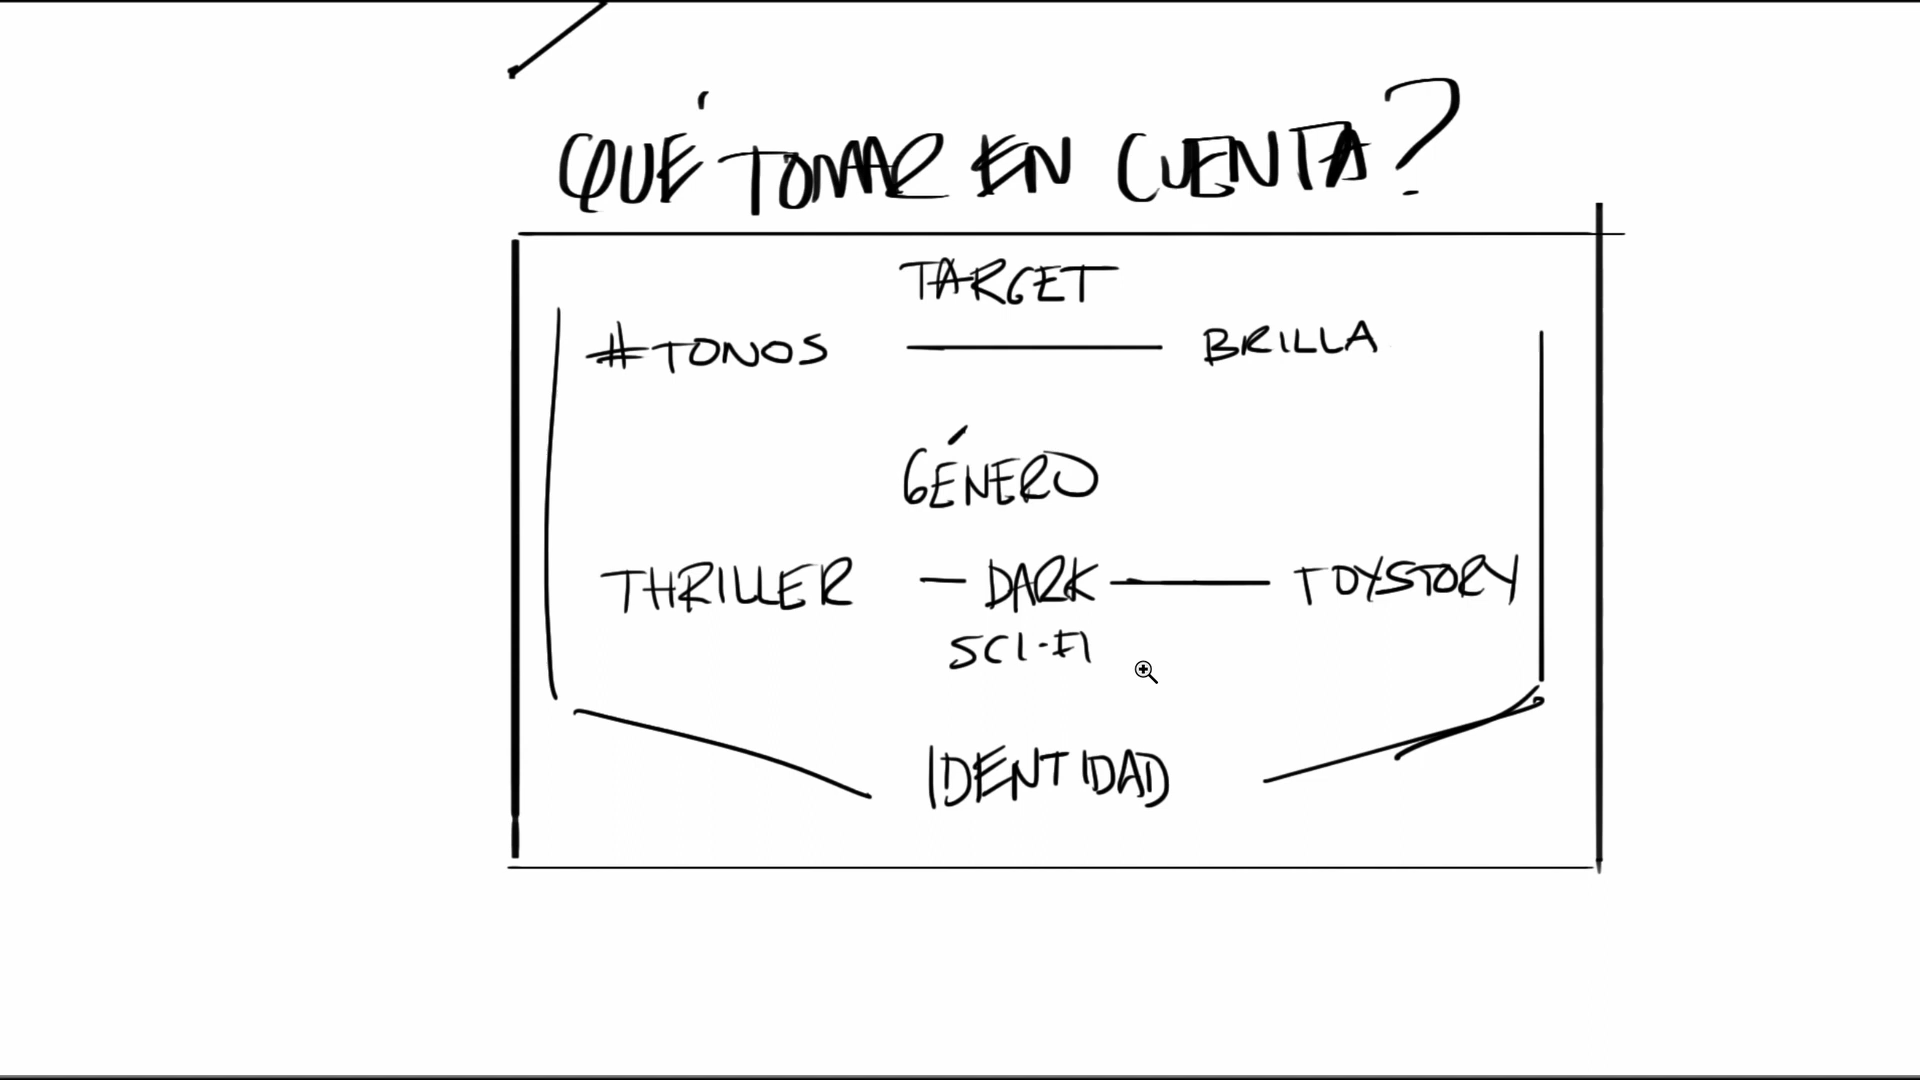 QUÉ TOMAR EN CUENTA?
TARGET
#TONOS — BRILLA
GÉNERO
THRILLER — DARK — TOYSTORY
SCI-FI
IDENTIDAD